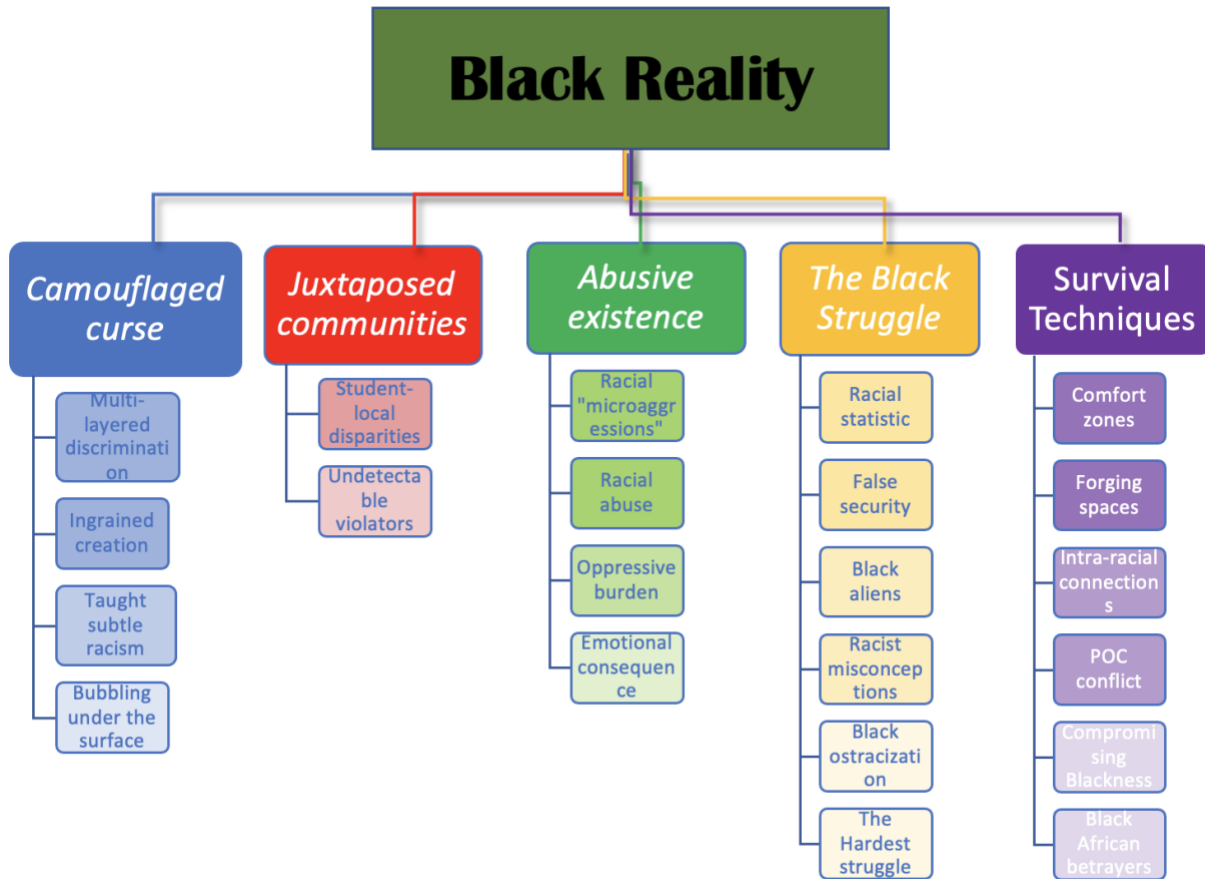 Black Reality
Camouflaged
curse
Multi-
layered
discriminati
on
Ingrained
creation
Taught
subtle
racism
Bubbling
under the
surface
Juxtaposed
communities
Student-
local
disparities
Undetecta
ble
violators
Abusive
existence
Racial
"microaggr
essions"
Racial
abuse
Oppressive
burden
Emotional
consequen
ce
The Black
Struggle
Racial
statistic
False
security
Black
aliens
Racist
misconcep
tions
Black
ostracizati
on
The
Hardest
struggle
Survival
Techniques
Comfort
zones
Forging
spaces
Intra-racial
connection
s
POC
conflict
Compromi
sing
Blackness
Black
African
betrayers